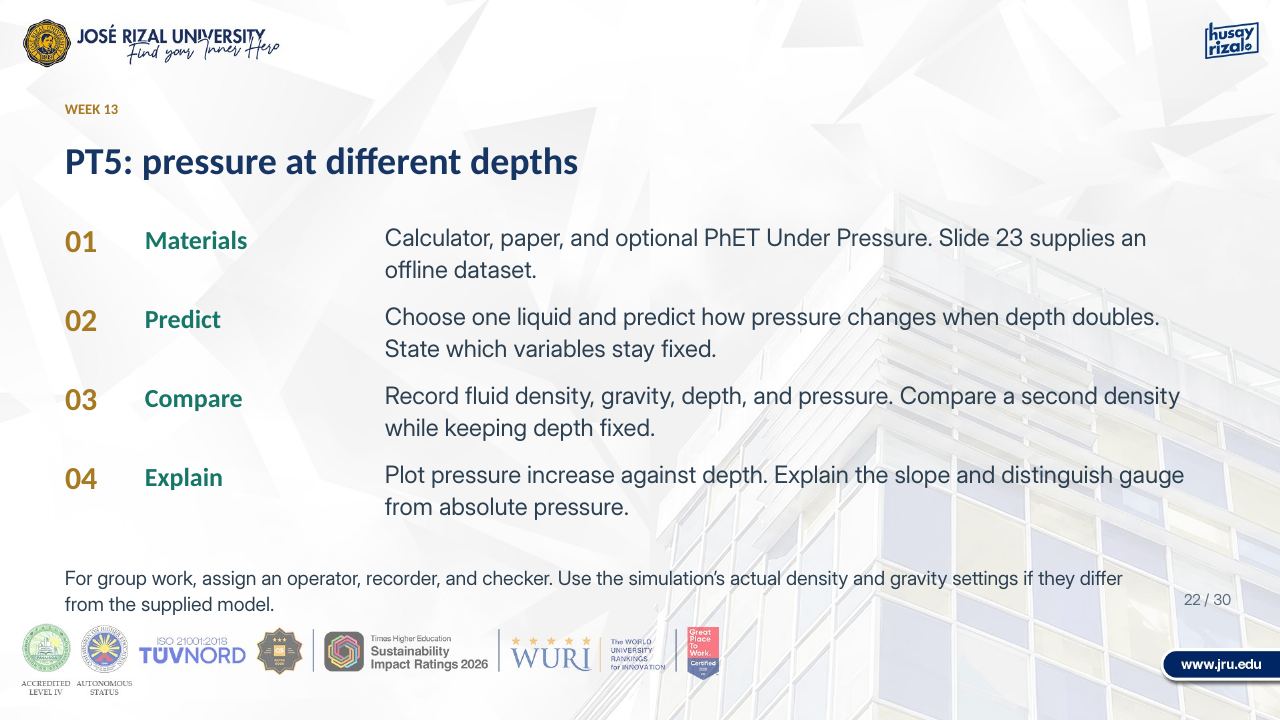 JOSÉ RIZAL UNIVERSITY
Find your Inner Hero
husay
rizal
WEEK 13
PT5: pressure at different depths
01 Materials Calculator, paper, and optional PhET Under Pressure. Slide 23 supplies an
offline dataset.
02 Predict Choose one liquid and predict how pressure changes when depth doubles.
State which variables stay fixed.
03 Compare Record fluid density, gravity, depth, and pressure. Compare a second density
while keeping depth fixed.
04 Explain Plot pressure increase against depth. Explain the slope and distinguish gauge
from absolute pressure.
For group work, assign an operator, recorder, and checker. Use the simulation’s actual density and gravity settings if they differ
from the supplied model.
22 / 30
ISO 21001:2018
TÜVNORD
Times Higher Education
Sustainability
Impact Ratings 2026
WURI
The WORLD
UNIVERSITY
RANKINGS
for INNOVATION
Great
Place
To
Work.
Certified
ACCREDITED
LEVEL IV
AUTONOMOUS
STATUS
www.jru.edu